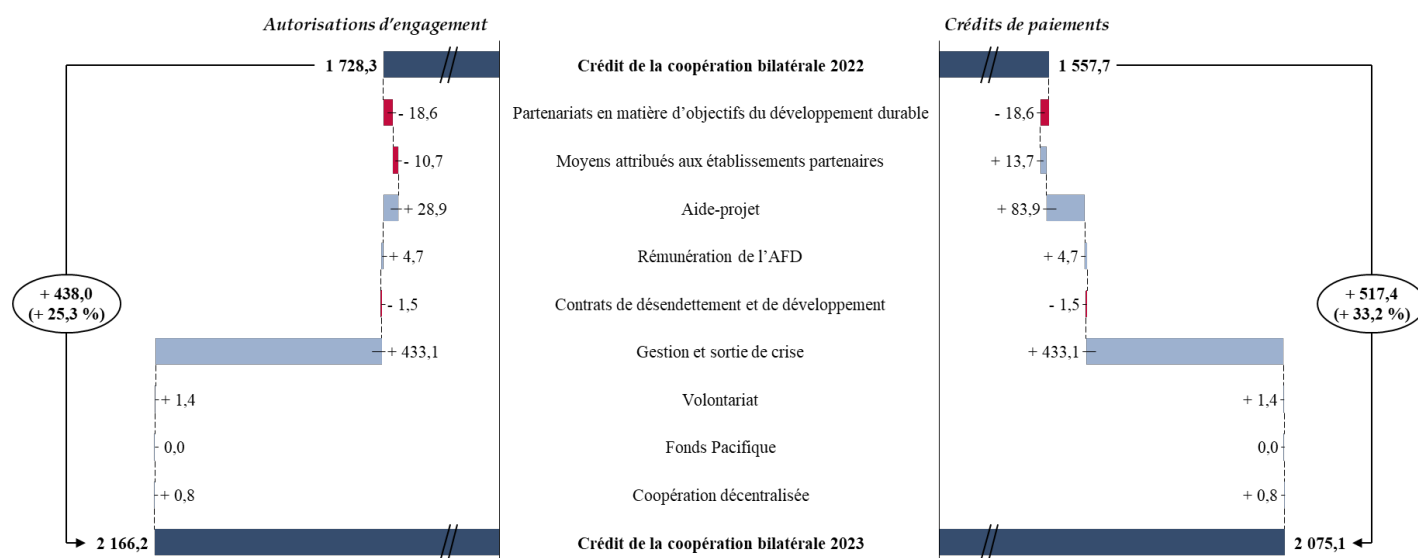 Autorisations d’engagement Crédits de paiements
1 728,3 Crédit de la coopération bilatérale 2022 1 557,7
- 18,6 Partenariats en matière d’objectifs du développement durable - 18,6
- 10,7 Moyens attribués aux établissements partenaires + 13,7
+ 28,9 Aide-projet + 83,9
+ 4,7 Rémunération de l’AFD + 4,7
+ 438,0
(+ 25,3 %)
- 1,5 Contrats de désendettement et de développement - 1,5
+ 517,4
(+ 33,2 %)
+ 433,1 Gestion et sortie de crise + 433,1
+ 1,4 Volontariat + 1,4
0,0 Fonds Pacifique 0,0
+ 0,8 Coopération décentralisée + 0,8
2 166,2 Crédit de la coopération bilatérale 2023 2 075,1